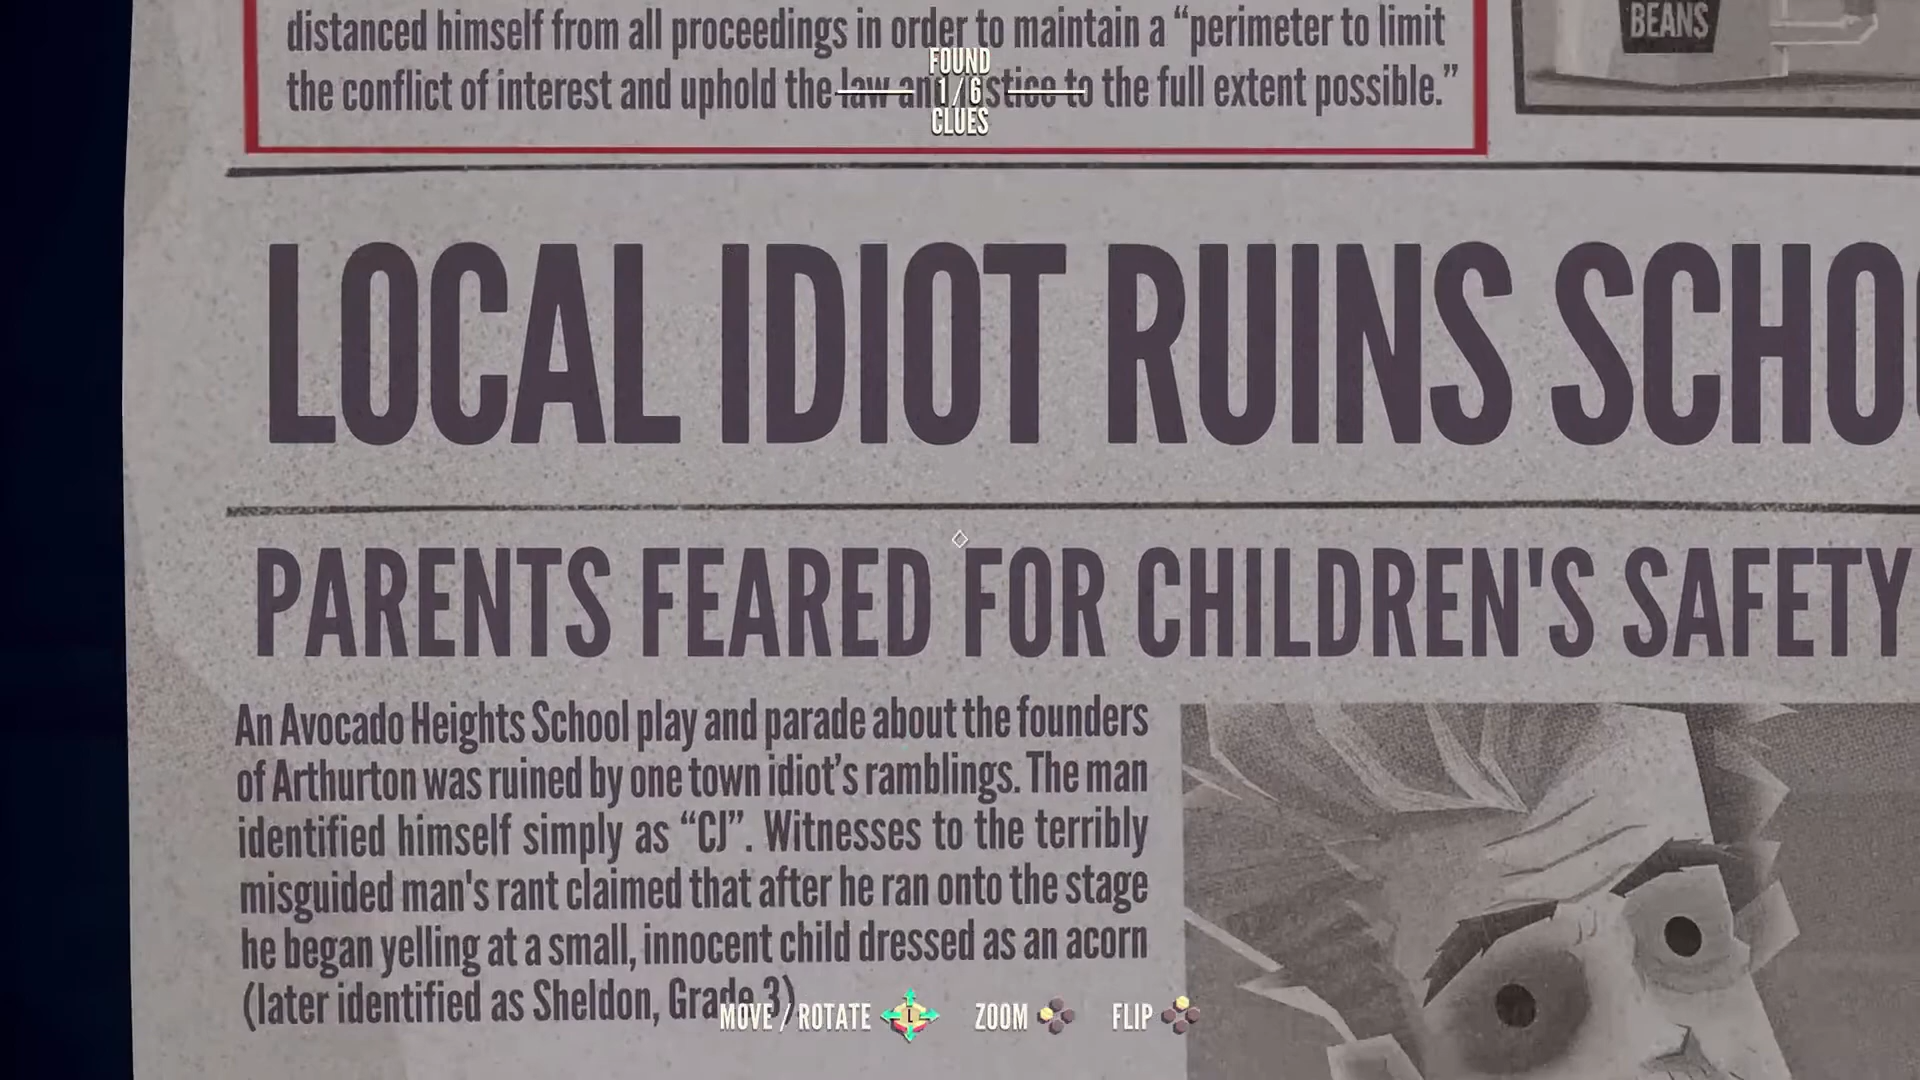 distanced himself from all proceedings in order to maintain a “perimeter to limit
BEANS
the conflict of interest and uphold the law and justice to the full extent possible.”
FOUND
1/6
CLUES
LOCAL IDIOT RUINS
PARENTS FEARED FOR CHILDREN'S SAFETY
An Avocado Heights School play and parade about the founders
of Arthurton was ruined by one town idiot’s ramblings. The man
identified himself simply as “CJ”. Witnesses to the terribly
misguided man's rant claimed that after he ran onto the stage
he began yelling at a small, innocent child dressed as an acorn
(later identified as Sheldon, Grade 3)
MOVE / ROTATE L ZOOM FLIP